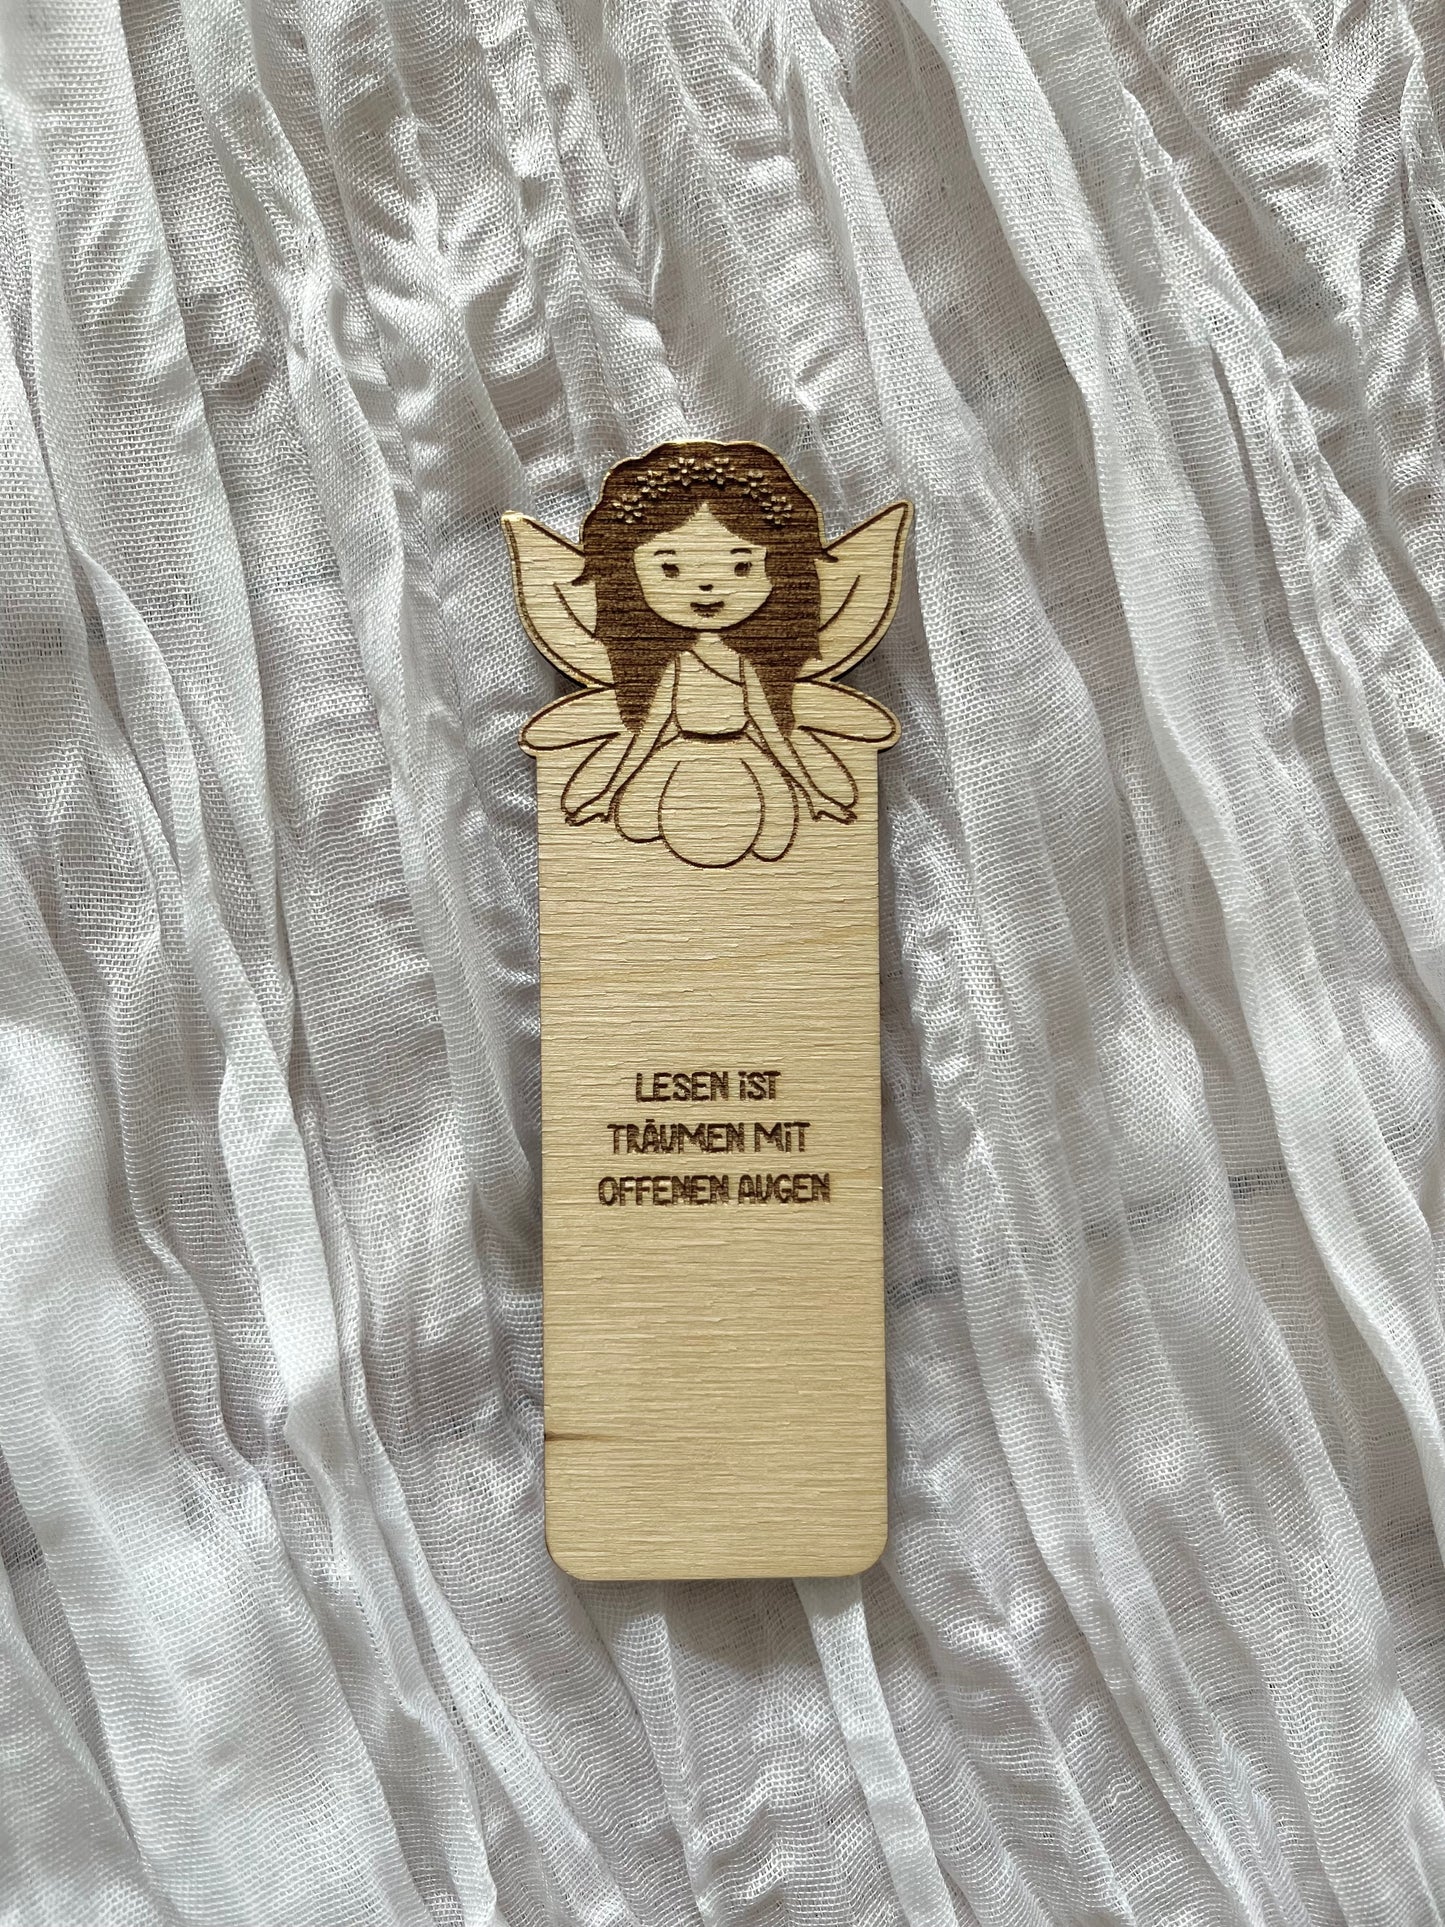 LESEN iST
TRÄUMEN MiT
OFFENEN AUGEN